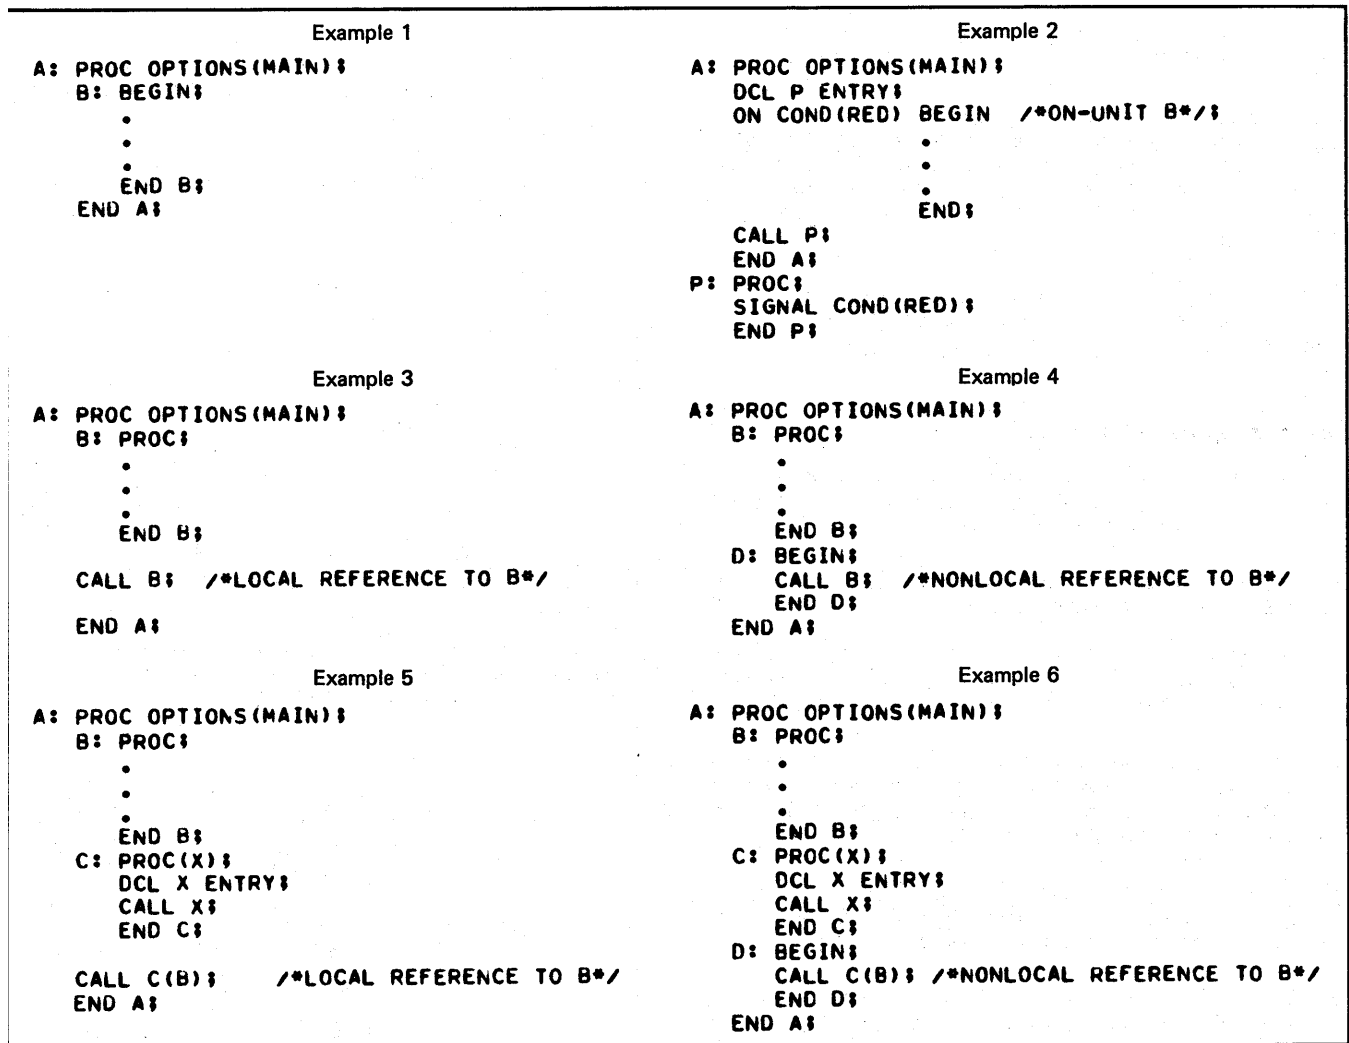 Example 1
A: PROC OPTIONS(MAIN);
B: BEGIN;
•
•
•
END B;
END A;
Example 2
A: PROC OPTIONS(MAIN);
DCL P ENTRY;
ON COND(RED) BEGIN /*ON-UNIT B*/;
•
•
•
END;
CALL P;
END A;
P: PROC;
SIGNAL COND(RED);
END P;
Example 3
A: PROC OPTIONS(MAIN);
B: PROC;
•
•
•
END B;
CALL B; /*LOCAL REFERENCE TO B*/
END A;
Example 4
A: PROC OPTIONS(MAIN);
B: PROC;
•
•
•
END B;
D: BEGIN;
CALL B; /*NONLOCAL REFERENCE TO B*/
END D;
END A;
Example 5
A: PROC OPTIONS(MAIN);
B: PROC;
•
•
•
END B;
C: PROC(X);
DCL X ENTRY;
CALL X;
END C;
CALL C(B); /*LOCAL REFERENCE TO B*/
END A;
Example 6
A: PROC OPTIONS(MAIN);
B: PROC;
•
•
•
END B;
C: PROC(X);
DCL X ENTRY;
CALL X;
END C;
D: BEGIN;
CALL C(B); /*NONLOCAL REFERENCE TO B*/
END D;
END A;